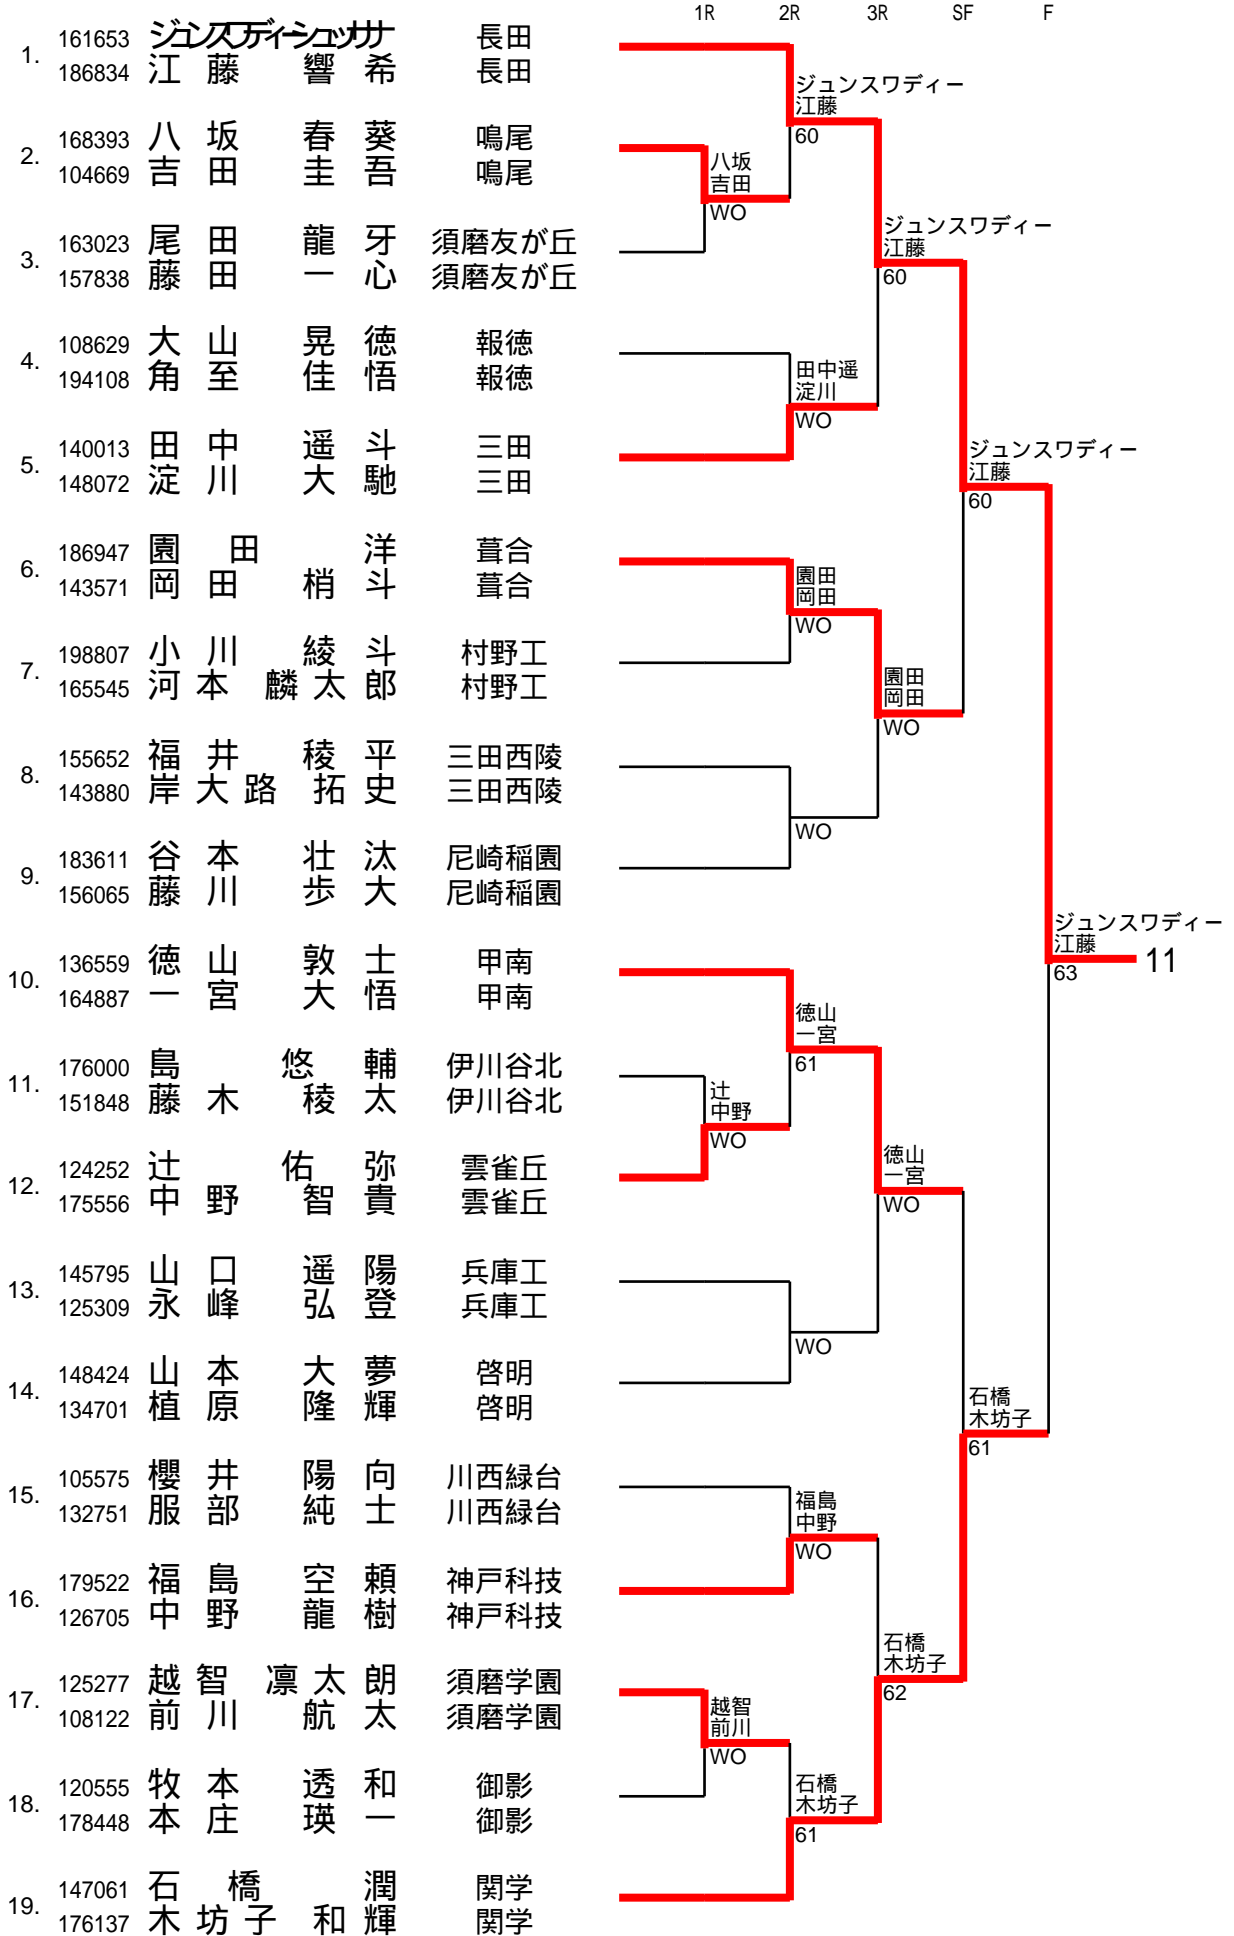 1R 2R 3R SF F
1. 161653 ジュンスワディーシュッサナ 長田
186834 江藤 響希 長田
2. 168393 八坂 春葵 鳴尾
104669 吉田 圭吾 鳴尾
3. 163023 尾田 龍牙 須磨友が丘
157838 藤田 一心 須磨友が丘
4. 108629 大山 晃徳 報徳
194108 角至 佳悟 報徳
5. 140013 田中 遥斗 三田
148072 淀川 大馳 三田
6. 186947 園田 洋 葺合
143571 岡田 梢斗 葺合
7. 198807 小川 綾斗 村野工
165545 河本 麟太郎 村野工
8. 155652 福井 稜平 三田西陵
143880 岸大路 拓史 三田西陵
9. 183611 谷本 壮汰 尼崎稲園
156065 藤川 歩大 尼崎稲園
10. 136559 徳山 敦士 甲南
164887 一宮 大悟 甲南
11. 176000 島 悠輔 伊川谷北
151848 藤木 稜太 伊川谷北
12. 124252 辻 佑弥 雲雀丘
175556 中野 智貴 雲雀丘
13. 145795 山口 遥陽 兵庫工
125309 永峰 弘登 兵庫工
14. 148424 山本 大夢 啓明
134701 植原 隆輝 啓明
15. 105575 櫻井 陽向 川西緑台
132751 服部 純士 川西緑台
16. 179522 福島 空頼 神戸科技
126705 中野 龍樹 神戸科技
17. 125277 越智 凛太朗 須磨学園
108122 前川 航太 須磨学園
18. 120555 牧本 透和 御影
178448 本庄 瑛一 御影
19. 147061 石橋 潤 関学
176137 木坊子 和輝 関学
八坂
吉田
WO
辻
中野
WO
越智
前川
WO
ジュンスワディー
江藤
60
田中遥
淀川
WO
園田
岡田
WO
WO
徳山
一宮
61
WO
福島
中野
WO
石橋
木坊子
61
ジュンスワディー
江藤
60
園田
岡田
WO
徳山
一宮
WO
石橋
木坊子
62
ジュンスワディー
江藤
60
石橋
木坊子
61
ジュンスワディー
江藤
63
11